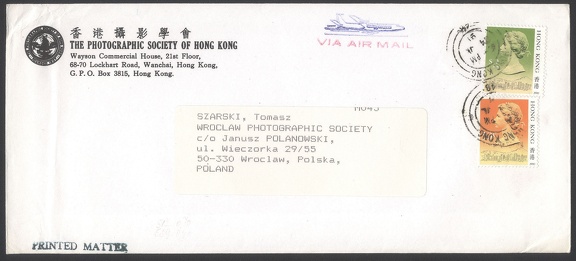 香港攝影學會
THE PHOTOGRAPHIC SOCIETY OF HONG KONG
Wayson Commercial House, 21st Floor,
68-70 Lockhart Road, Wanchai, Hong Kong,
G. P. O. Box 3815, Hong Kong.
VIA AIR MAIL
HONG KONG 香港
HONG KONG 香港
M045
SZARSKI, Tomasz
WROCLAW PHOTOGRAPHIC SOCIETY
c/o Janusz POLANOWSKI,
ul. Wieczorka 29/55
50-330 Wroclaw, Polska,
POLAND
PRINTED MATTER